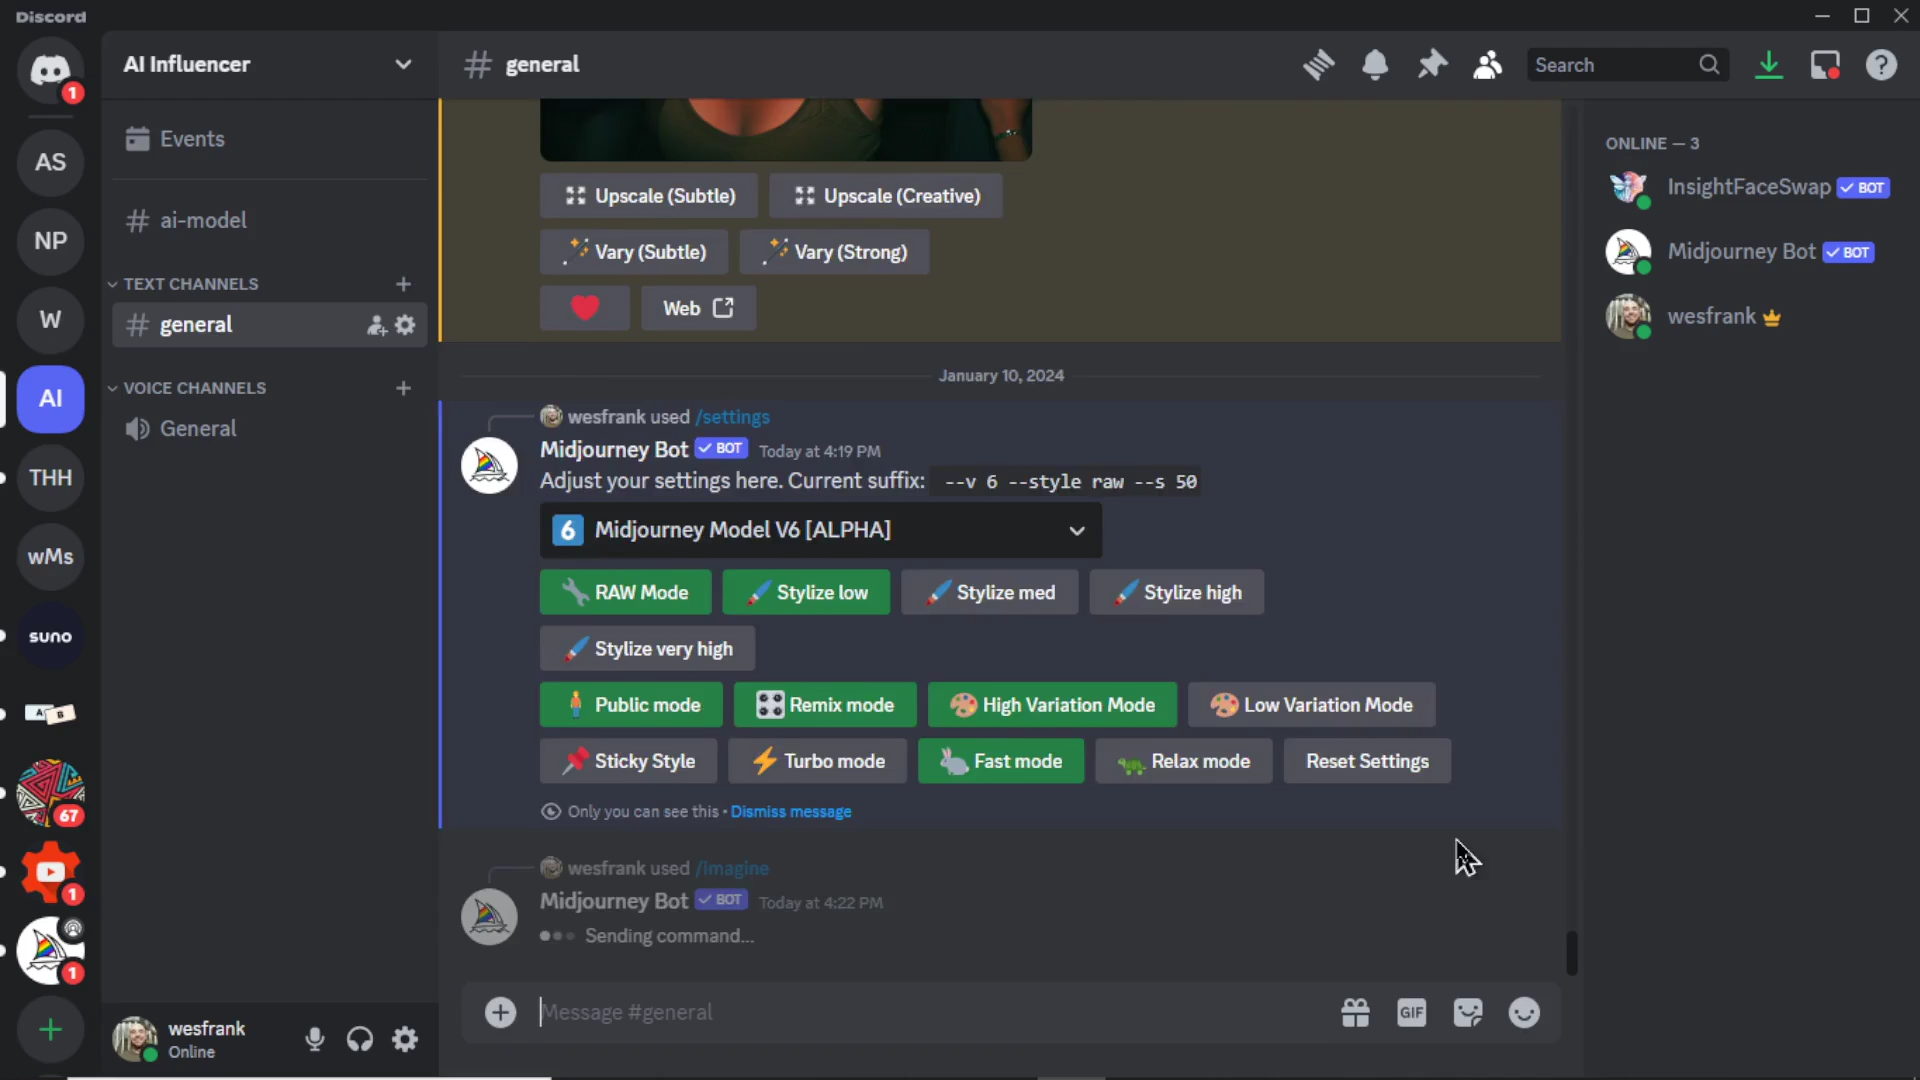 Discord
1
AS
NP
W
AI
THH
wMs
suno
A B
67
1
1
AI Influencer
Events
ai-model
TEXT CHANNELS
general
VOICE CHANNELS
General
wesfrank
Online
# general
Search
Upscale (Subtle) Upscale (Creative)
Vary (Subtle) Vary (Strong)
Web
January 10, 2024
wesfrank used /settings
Midjourney Bot BOT Today at 4:19 PM
Adjust your settings here. Current suffix: --v 6 --style raw --s 50
6 Midjourney Model V6 [ALPHA]
RAW Mode Stylize low Stylize med Stylize high
Stylize very high
Public mode Remix mode High Variation Mode Low Variation Mode
Sticky Style Turbo mode Fast mode Relax mode Reset Settings
Only you can see this • Dismiss message
wesfrank used /imagine
Midjourney Bot BOT Today at 4:22 PM
Sending command...
Message #general
GIF
ONLINE — 3
InsightFaceSwap BOT
Midjourney Bot BOT
wesfrank